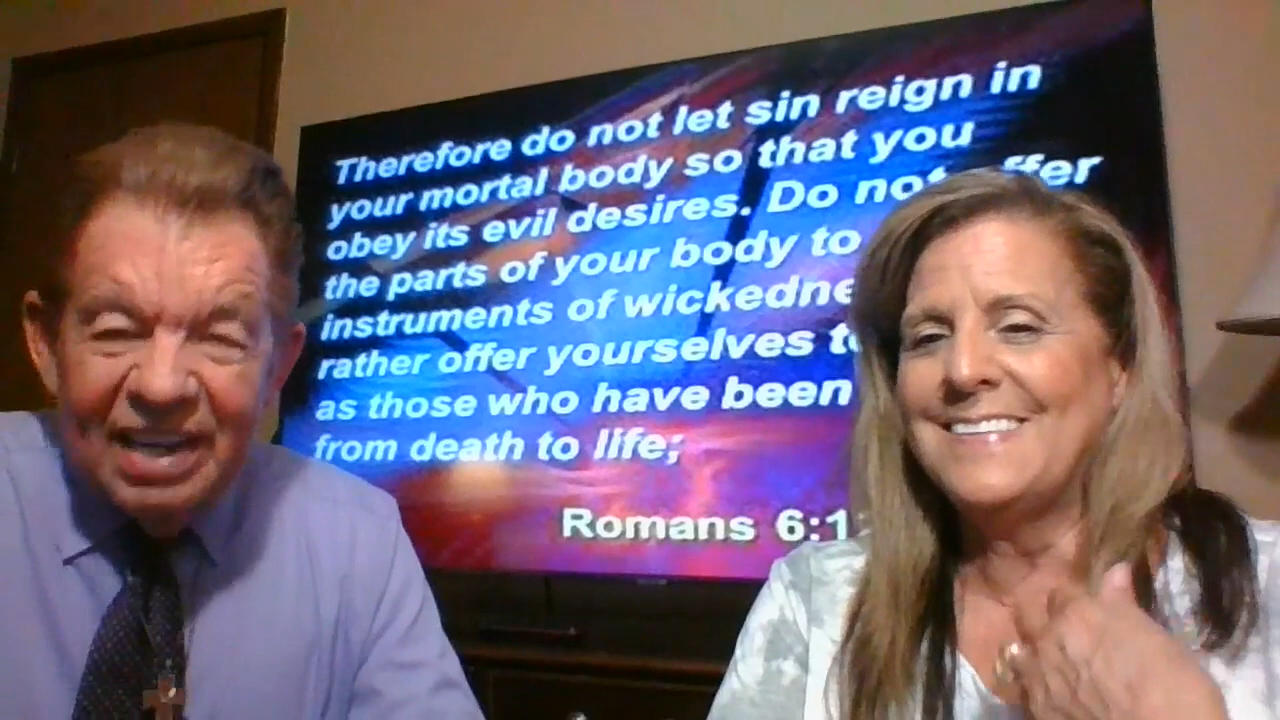 Therefore do not let sin reign in
your mortal body so that you
obey its evil desires. Do not offer
the parts of your body to
instruments of wickedne
rather offer yourselves t
as those who have been
from death to life;
Romans 6:1